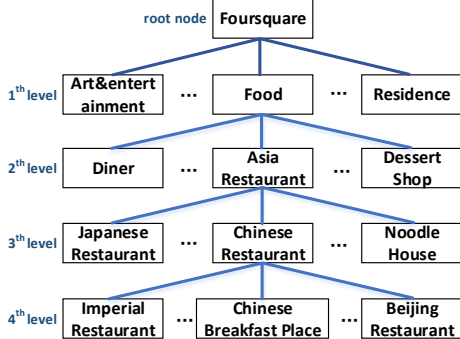 root node Foursquare
1th level Art&entert
ainment ... Food ... Residence
2th level Diner ... Asia
Restaurant ... Dessert
Shop
3th level Japanese
Restaurant ... Chinese
Restaurant ... Noodle
House
4th level Imperial
Restaurant ... Chinese
Breakfast Place ... Beijing
Restaurant